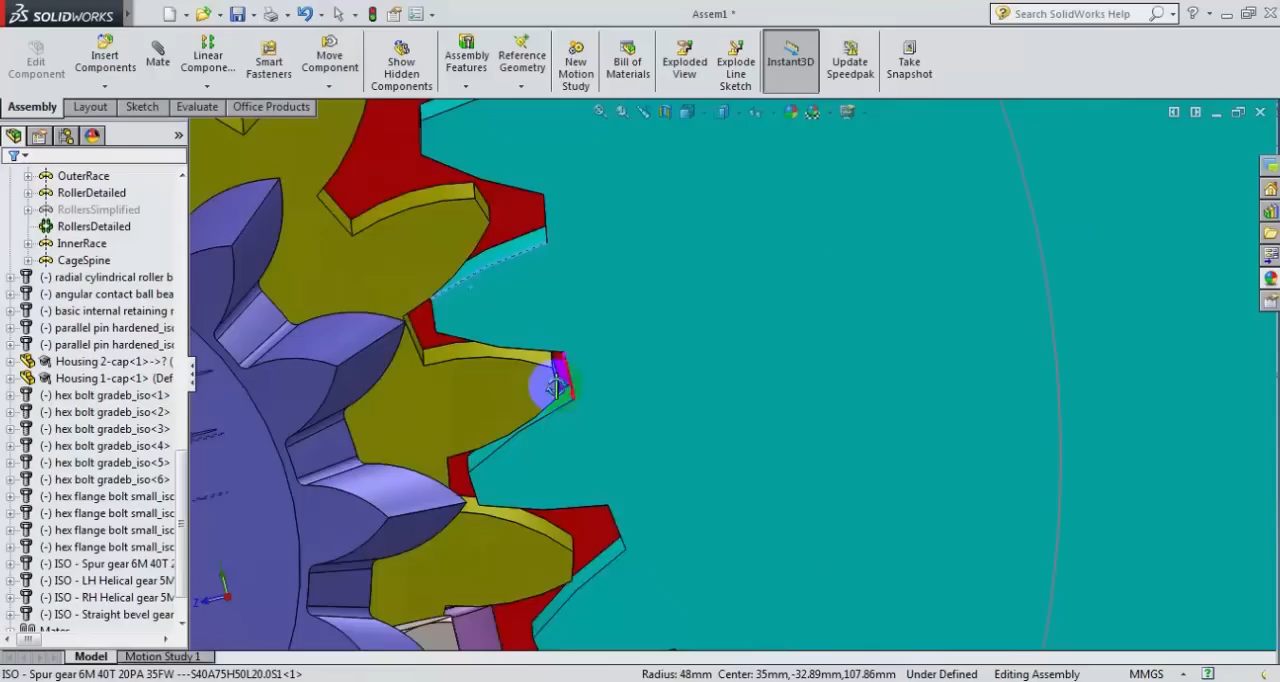 SOLIDWORKS
Assem1 *
Search SolidWorks Help
Edit Component
Insert Components
Mate
Linear Compone...
Smart Fasteners
Move Component
Show Hidden Components
Assembly Features
Reference Geometry
New Motion Study
Bill of Materials
Exploded View
Explode Line Sketch
Instant3D
Update Speedpak
Take Snapshot
Assembly
Layout
Sketch
Evaluate
Office Products
OuterRace
RollerDetailed
RollersSimplified
RollersDetailed
InnerRace
CageSpine
(-) radial cylindrical roller b
(-) angular contact ball bea
(-) basic internal retaining r
(-) parallel pin hardened_isc
(-) parallel pin hardened_isc
Housing 2-cap<1>->? (
Housing 1-cap<1> (Def
(-) hex bolt gradeb_iso<1>
(-) hex bolt gradeb_iso<2>
(-) hex bolt gradeb_iso<3>
(-) hex bolt gradeb_iso<4>
(-) hex bolt gradeb_iso<5>
(-) hex bolt gradeb_iso<6>
(-) hex flange bolt small_isc
(-) hex flange bolt small_isc
(-) hex flange bolt small_isc
(-) hex flange bolt small_isc
(-) ISO - Spur gear 6M 40T 2
(-) ISO - LH Helical gear 5M
(-) ISO - RH Helical gear 5M
(-) ISO - Straight bevel gear
Mates
Z
Model
Motion Study 1
ISO - Spur gear 6M 40T 20PA 35FW ---S40A75H50L20.0S1<1>
Radius: 48mm Center: 35mm,-32.89mm,107.86mm
Under Defined
Editing Assembly
MMGS